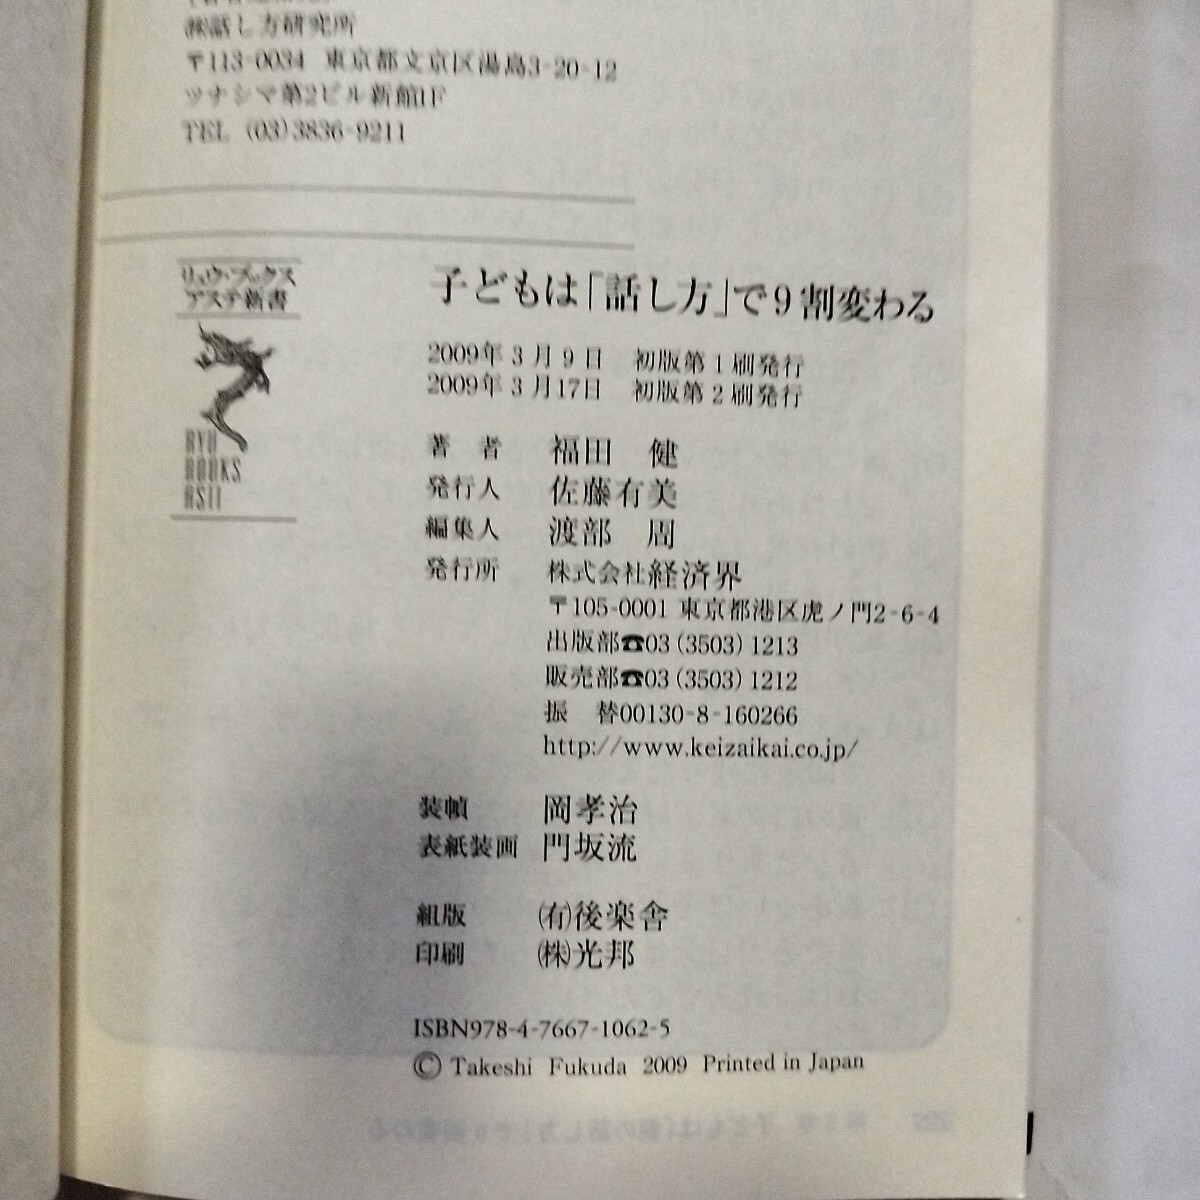 ㈱話し方研究所
〒113-0034 東京都文京区湯島3-20-12
ツナシマ第2ビル新館1F
TEL (03)3836-9211
リュウ・ブックス
アステ新書
RYU
BOOKS
ASTI
子どもは「話し方」で9割変わる
2009年3月9日 初版第1刷発行
2009年3月17日 初版第2刷発行
著 者 福田 健
発行人 佐藤有美
編集人 渡部 周
発行所 株式会社経済界
〒105-0001 東京都港区虎ノ門2-6-4
出版部☎03(3503)1213
販売部☎03(3503)1212
振 替00130-8-160266
http://www.keizaikai.co.jp/
装幀 岡孝治
表紙装画 門坂流
組版 ㈲後楽舎
印刷 ㈱光邦
ISBN978-4-7667-1062-5
© Takeshi Fukuda 2009 Printed in Japan